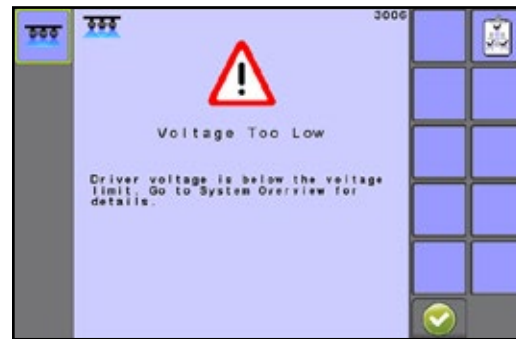 3006
Voltage Too Low
Driver voltage is below the voltage
limit. Go to System Overview for
details.